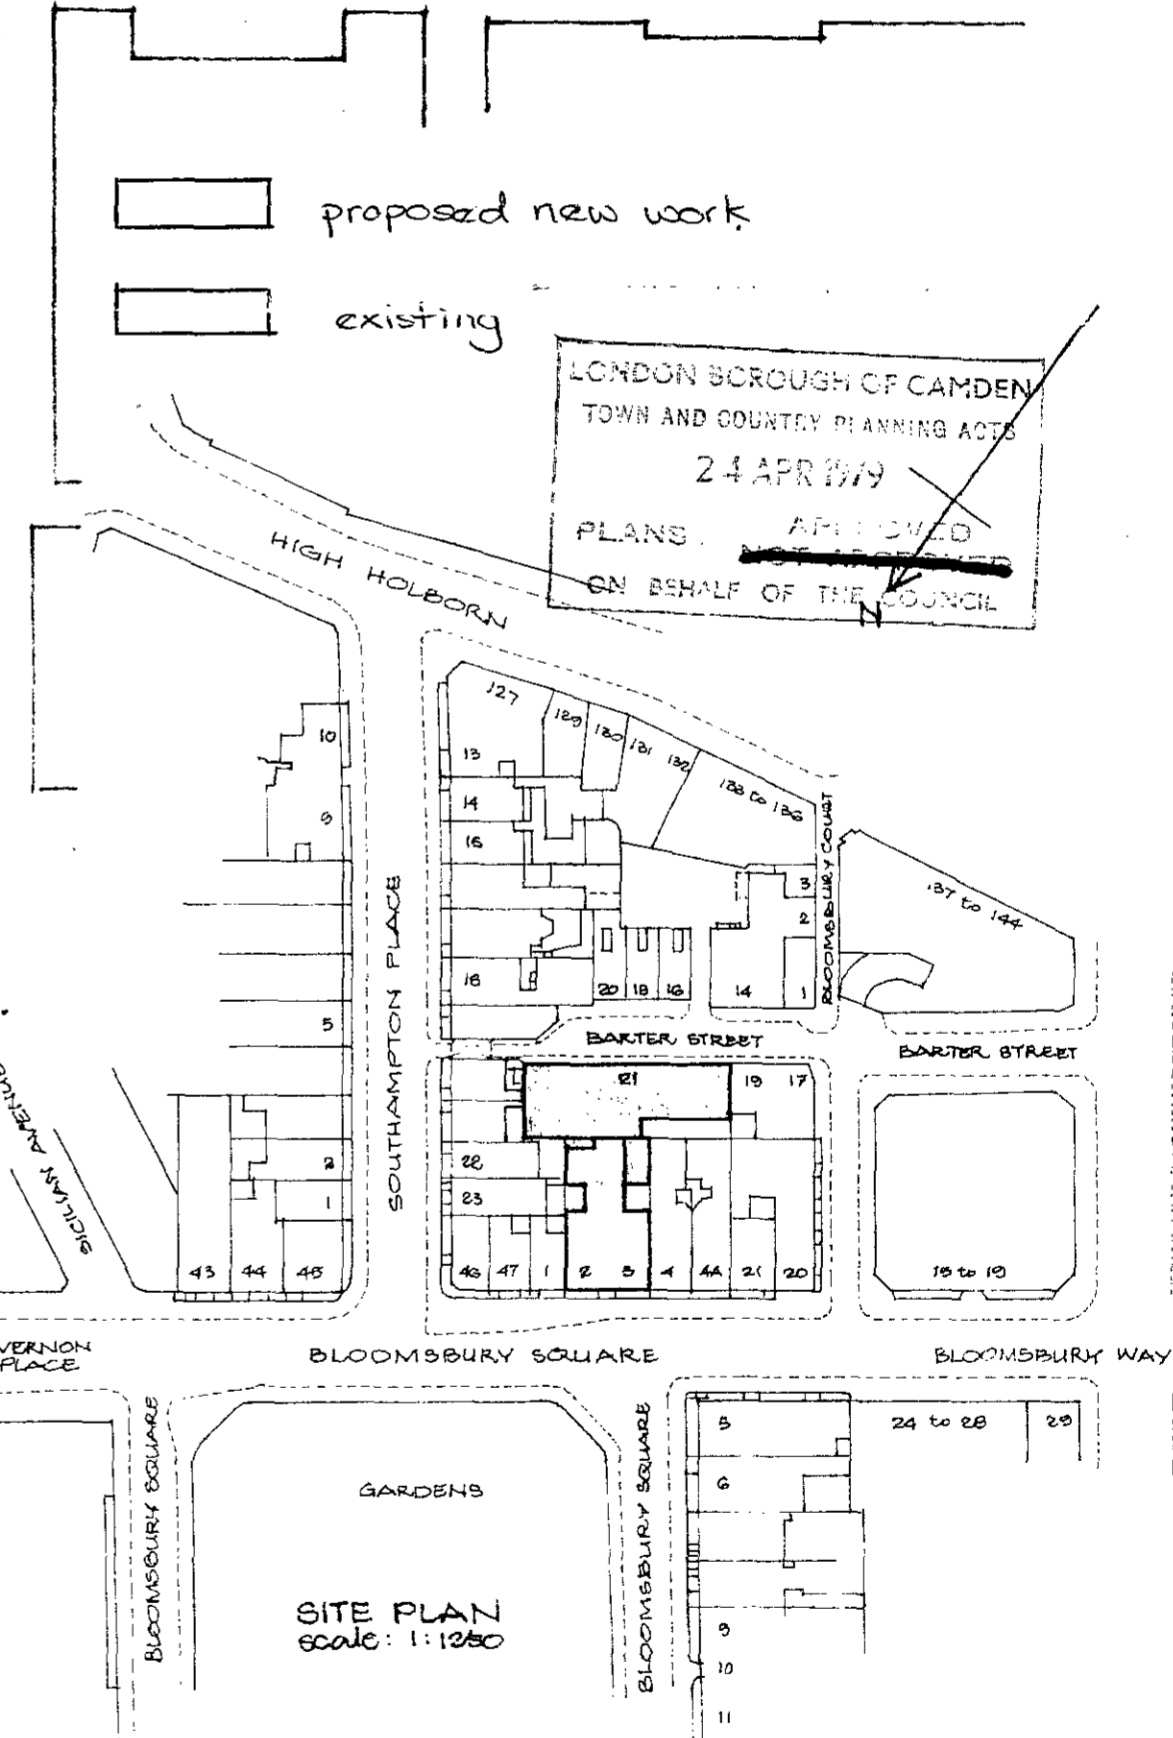 proposed new work
existing
LONDON BOROUGH OF CAMDEN
TOWN AND COUNTRY PLANNING ACTS
24 APR 1979
PLANS APPROVED
NOT APPROVED
ON BEHALF OF THE COUNCIL
N
HIGH HOLBORN
127
129
130
131
132
133 to 136
13
14
15
16
10
9
5
2
1
SOUTHAMPTON PLACE
BLOOMSBURY COURT
3
2
1
14
20
18
16
137 to 144
BARTER STREET
BARTER STREET
21
19
17
22
23
46
47
1
2
3
4
4A
21
20
15 to 19
SICILIAN AVENUE
43
44
45
VERNON
PLACE
BLOOMSBURY SQUARE
BLOOMSBURY WAY
BLOOMSBURY SQUARE
GARDENS
BLOOMSBURY SQUARE
5
6
9
10
11
24 to 28
29
SITE PLAN
scale: 1:1250